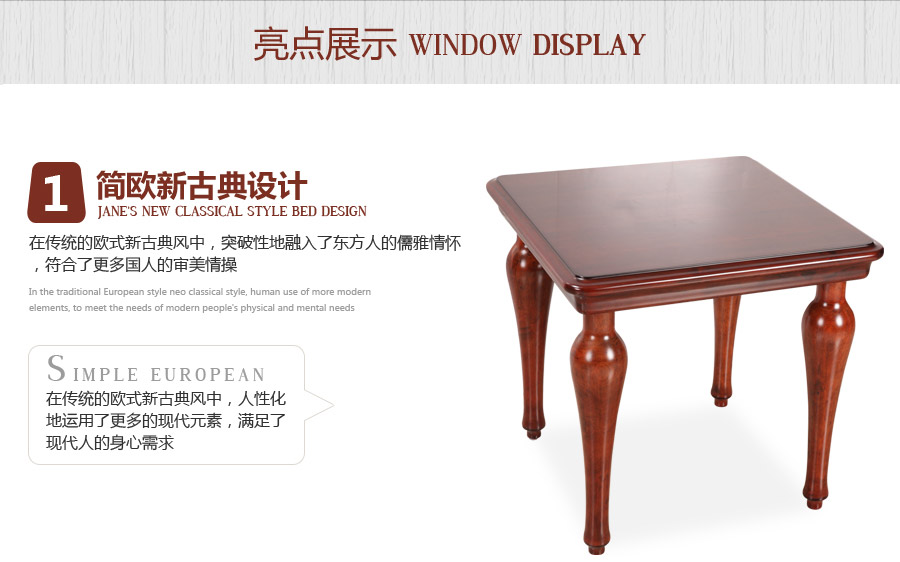 亮点展示 WINDOW DISPLAY
1
简欧新古典设计
JANE'S NEW CLASSICAL STYLE BED DESIGN
在传统的欧式新古典风中，突破性地融入了东方人的儒雅情怀
，符合了更多国人的审美情操
In the traditional European style neo classical style, human use of more modern
elements, to meet the needs of modern people's physical and mental needs
SIMPLE EUROPEAN
在传统的欧式新古典风中，人性化
地运用了更多的现代元素，满足了
现代人的身心需求